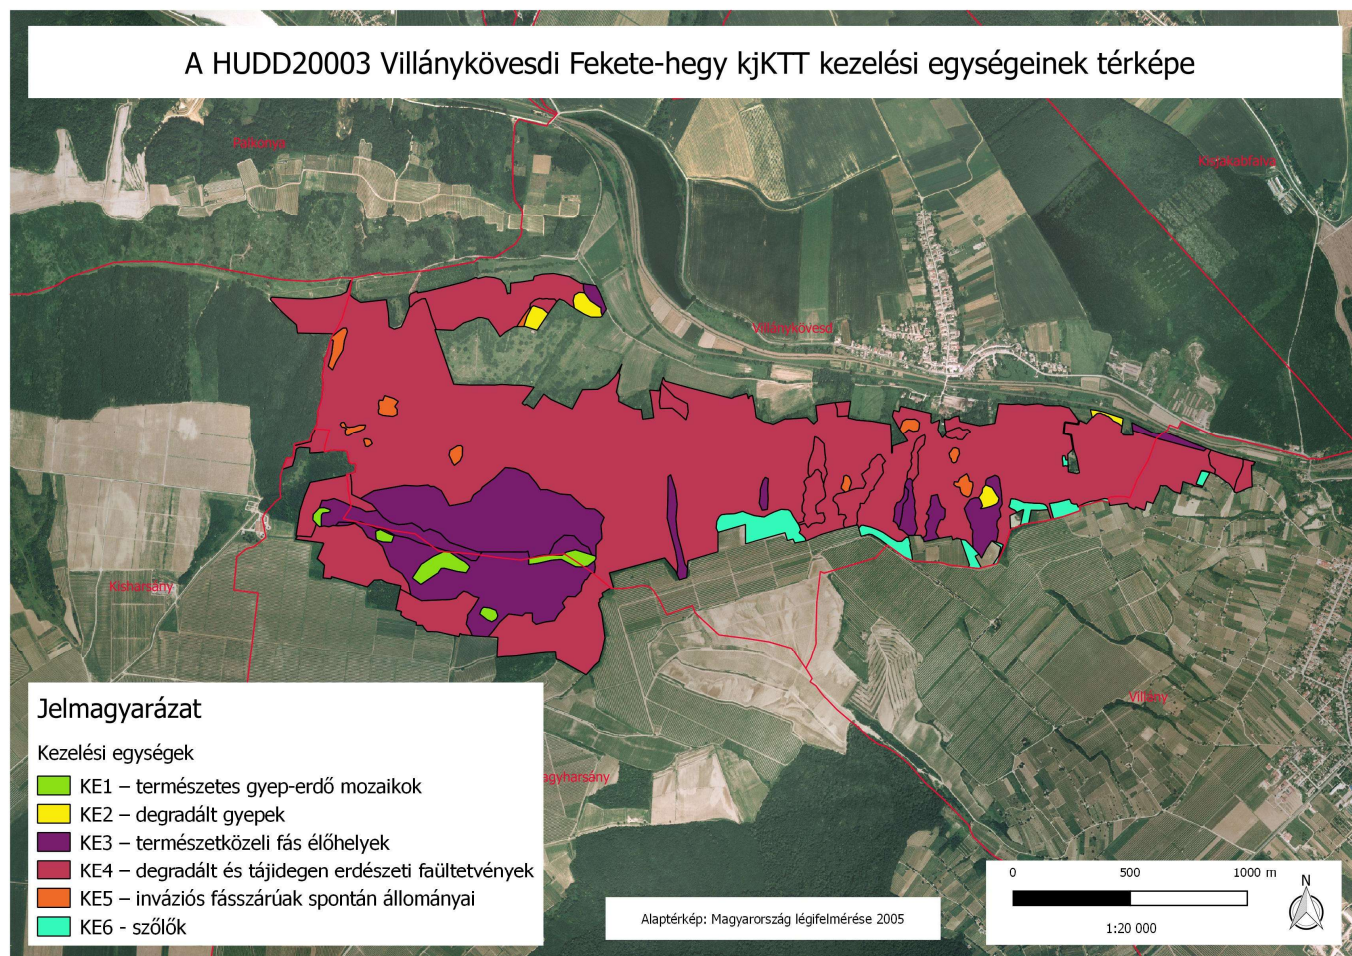 A HUDD20003 Villánykövesdi Fekete-hegy kjKTT kezelési egységeinek térképe
Palkonya
Kisjakabfalva
Villánykövesd
Kisharsány
Villány
agyharsány
Jelmagyarázat
Kezelési egységek
KE1 – természetes gyep-erdő mozaikok
KE2 – degradált gyepek
KE3 – természetközeli fás élőhelyek
KE4 – degradált és tájidegen erdészeti faültetvények
KE5 – inváziós fásszárúak spontán állományai
KE6 - szőlők
Alaptérkép: Magyarország légifelmérése 2005
0 500 1000 m
1:20 000
N